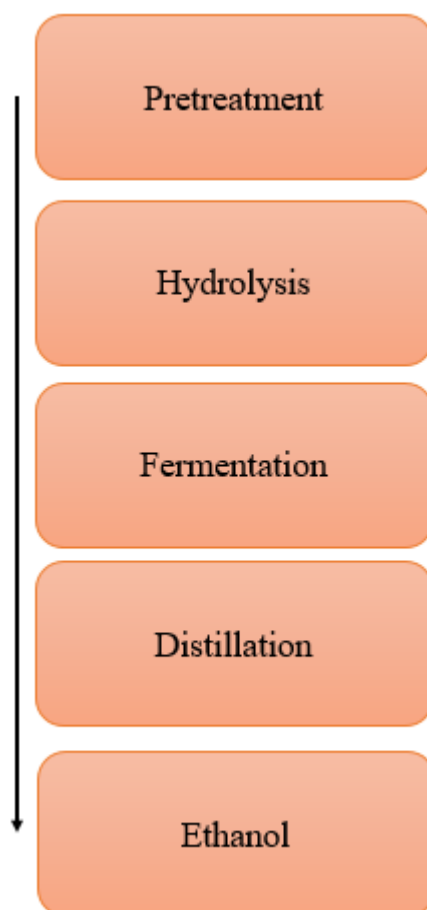 Pretreatment
Hydrolysis
Fermentation
Distillation
Ethanol